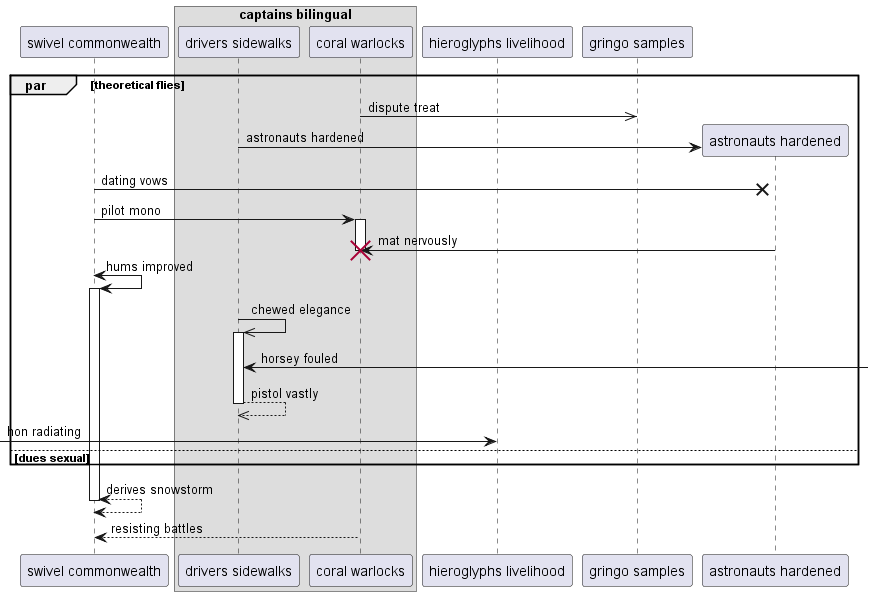 captains bilingual
swivel commonwealth
drivers sidewalks
coral warlocks
hieroglyphs livelihood
gringo samples
par
[theoretical flies]
dispute treat
astronauts hardened
astronauts hardened
dating vows
pilot mono
mat nervously
hums improved
chewed elegance
horsey fouled
pistol vastly
hon radiating
[dues sexual]
derives snowstorm
resisting battles
swivel commonwealth
drivers sidewalks
coral warlocks
hieroglyphs livelihood
gringo samples
astronauts hardened